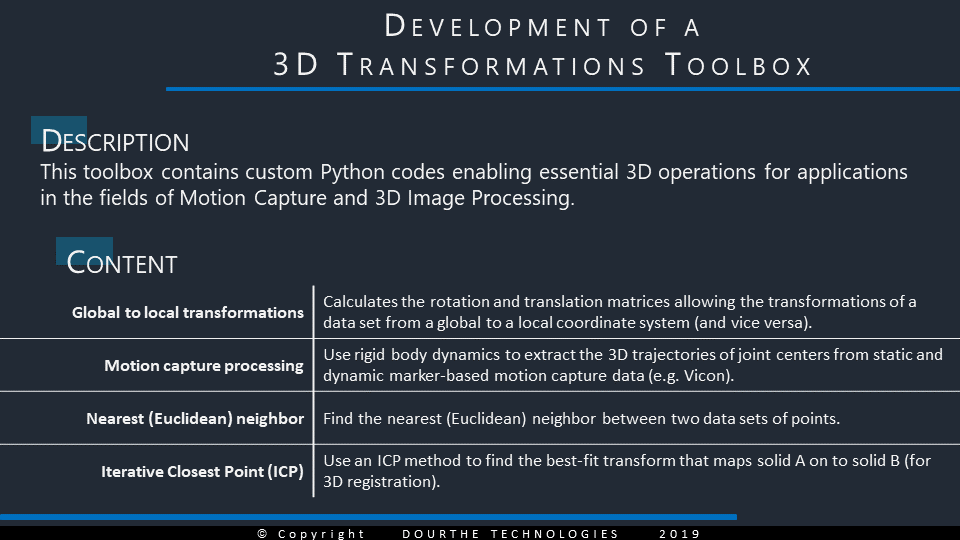 Development of a
3D Transformations Toolbox
Description
This toolbox contains custom Python codes enabling essential 3D operations for applications
in the fields of Motion Capture and 3D Image Processing.
Content
Global to local transformations
Calculates the rotation and translation matrices allowing the transformations of a
data set from a global to a local coordinate system (and vice versa).
Motion capture processing
Use rigid body dynamics to extract the 3D trajectories of joint centers from static and
dynamic marker-based motion capture data (e.g. Vicon).
Nearest (Euclidean) neighbor
Find the nearest (Euclidean) neighbor between two data sets of points.
Iterative Closest Point (ICP)
Use an ICP method to find the best-fit transform that maps solid A on to solid B (for
3D registration).
© Copyright DOURTHE TECHNOLOGIES 2019